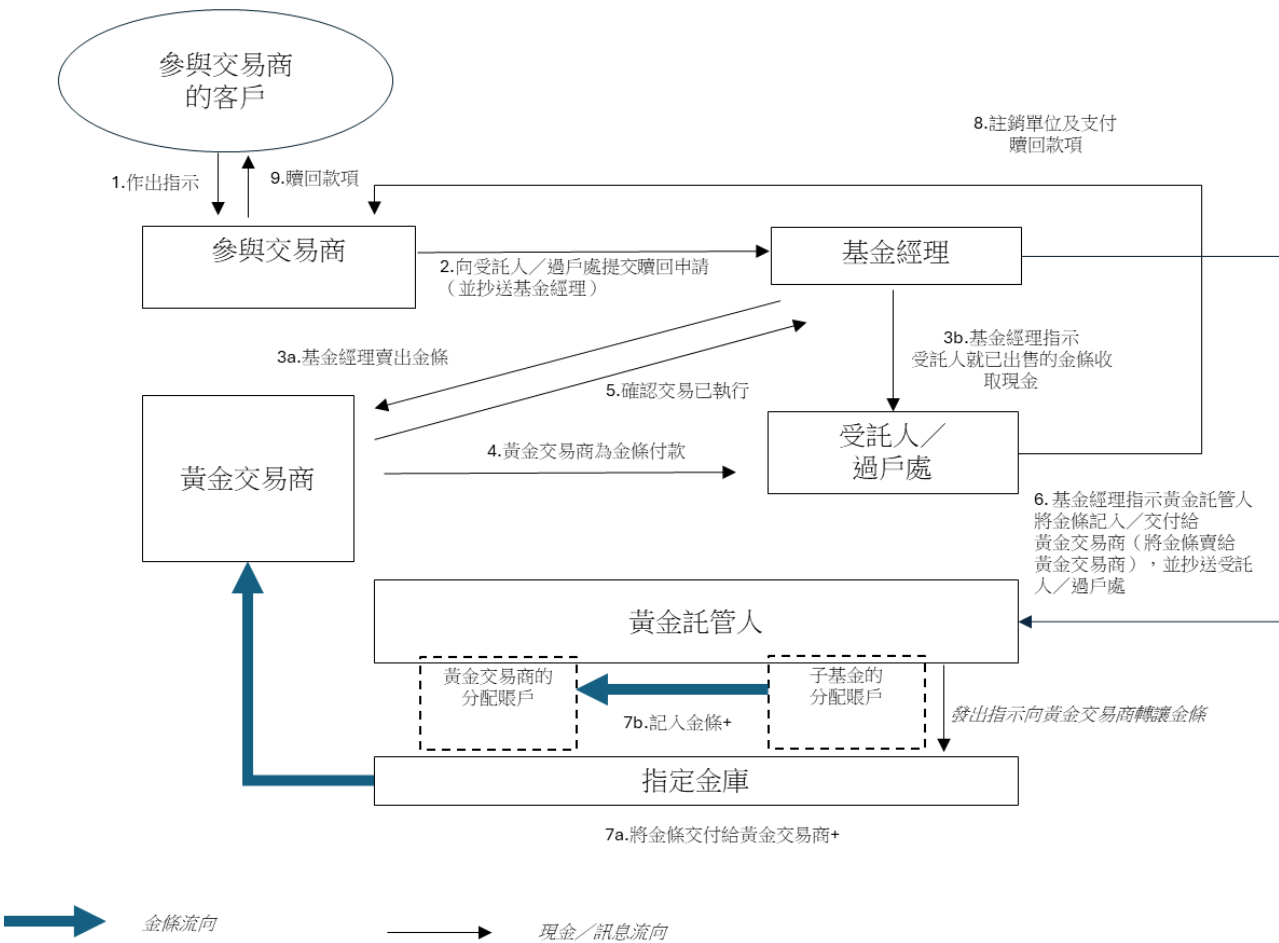 參與交易商
的客戶
8.註銷單位及支付
贖回款項
1.作出指示
9.贖回款項
參與交易商
基金經理
2.向受託人／過戶處提交贖回申請
（並抄送基金經理）
3a.基金經理賣出金條
3b.基金經理指示
受託人就已出售的金條收
取現金
5.確認交易已執行
黃金交易商
4.黃金交易商為金條付款
受託人／
過戶處
6. 基金經理指示黃金託管人
將金條記入／交付給
黃金交易商（將金條賣給
黃金交易商），並抄送受託
人／過戶處
黃金託管人
黃金交易商的
分配賬戶
子基金的
分配賬戶
7b.記入金條+
發出指示向黃金交易商轉讓金條
指定金庫
7a.將金條交付給黃金交易商+
金條流向
現金／訊息流向